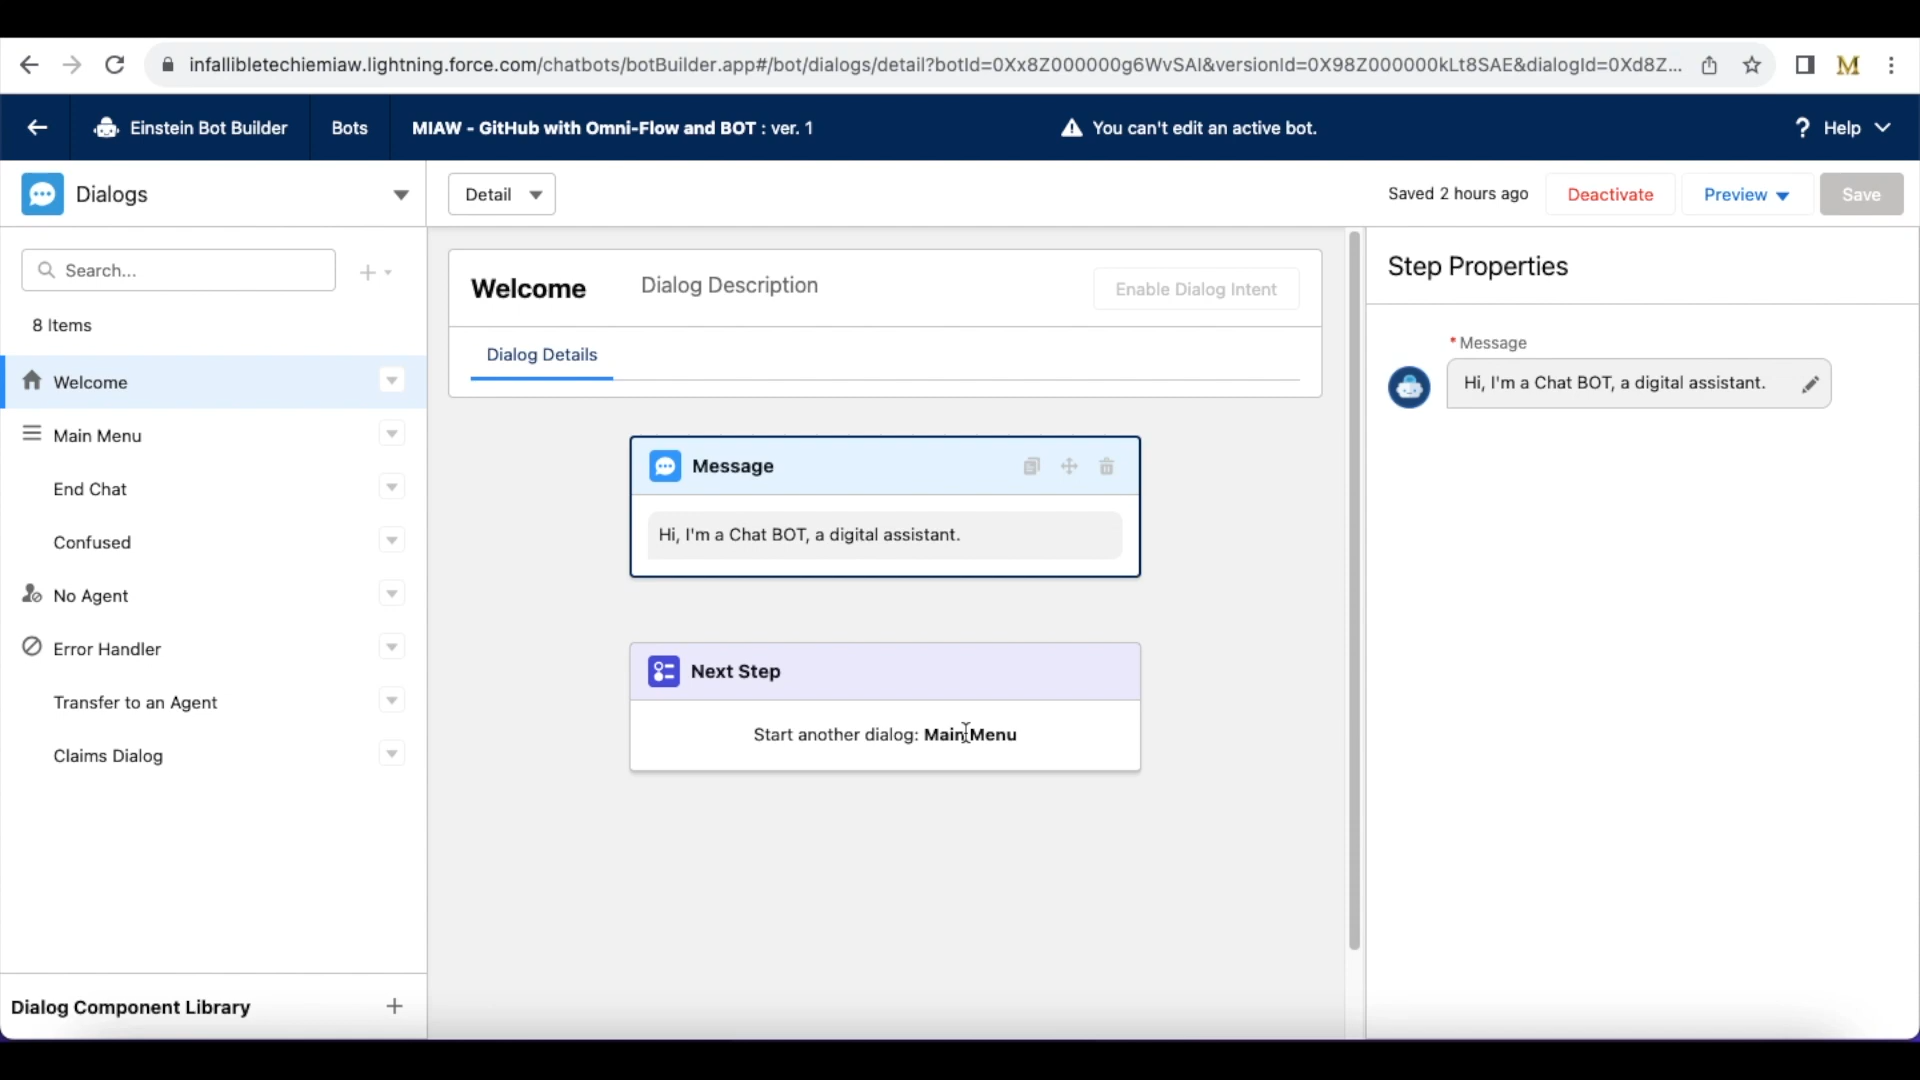 infallibletechiemiaw.lightning.force.com/chatbots/botBuilder.app#/bot/dialogs/detail?botId=0Xx8Z000000g6WvSAI&versionId=0X98Z000000kLt8SAE&dialogId=0Xd8Z...
M
Einstein Bot Builder
Bots
MIAW - GitHub with Omni-Flow and BOT : ver. 1
You can't edit an active bot.
? Help
Dialogs
Detail
Saved 2 hours ago
Deactivate
Preview
Save
Search...
8 Items
Welcome
Main Menu
End Chat
Confused
No Agent
Error Handler
Transfer to an Agent
Claims Dialog
Dialog Component Library
Welcome
Dialog Description
Enable Dialog Intent
Dialog Details
Message
Hi, I'm a Chat BOT, a digital assistant.
Next Step
Start another dialog: Main Menu
Step Properties
* Message
Hi, I'm a Chat BOT, a digital assistant.